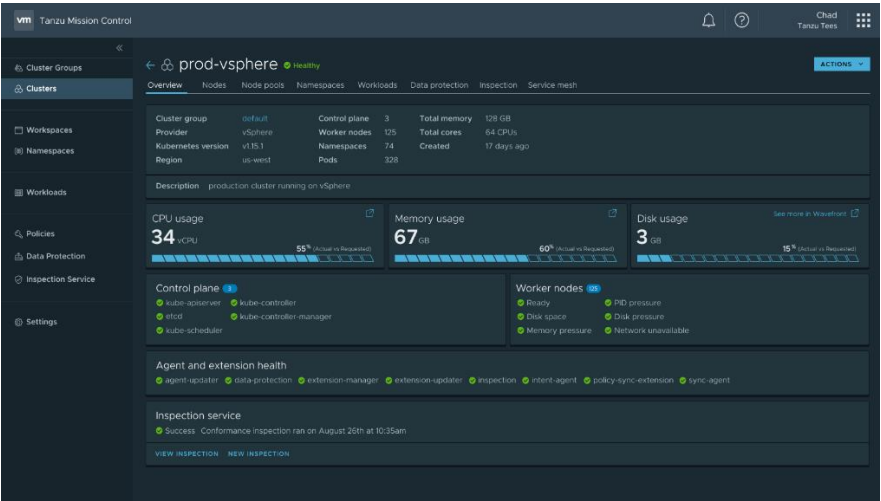 vm Tanzu Mission Control
Chad
Tanzu Tees
Cluster Groups
Clusters
Workspaces
Namespaces
Workloads
Policies
Data Protection
Inspection Service
Settings
prod-vsphere Healthy
ACTIONS
Overview Nodes Node pools Namespaces Workloads Data protection Inspection Service mesh
Cluster group default Control plane 3 Total memory 128 GB
Provider vSphere Worker nodes 125 Total cores 64 CPUs
Kubernetes version v1.15.1 Namespaces 74 Created 17 days ago
Region us-west Pods 328
Description production cluster running on vSphere
CPU usage
34 vCPU
55% (Actual vs Requested)
Memory usage
67 GB
60% (Actual vs Requested)
Disk usage See more in Wavefront
3 GB
15% (Actual vs Requested)
Control plane 3
kube-apiserver kube-controller
etcd kube-controller-manager
kube-scheduler
Worker nodes 125
Ready PID pressure
Disk space Disk pressure
Memory pressure Network unavailable
Agent and extension health
agent-updater data-protection extension-manager extension-updater inspection intent-agent policy-sync-extension sync-agent
Inspection service
Success Conformance inspection ran on August 26th at 10:35am
VIEW INSPECTION NEW INSPECTION